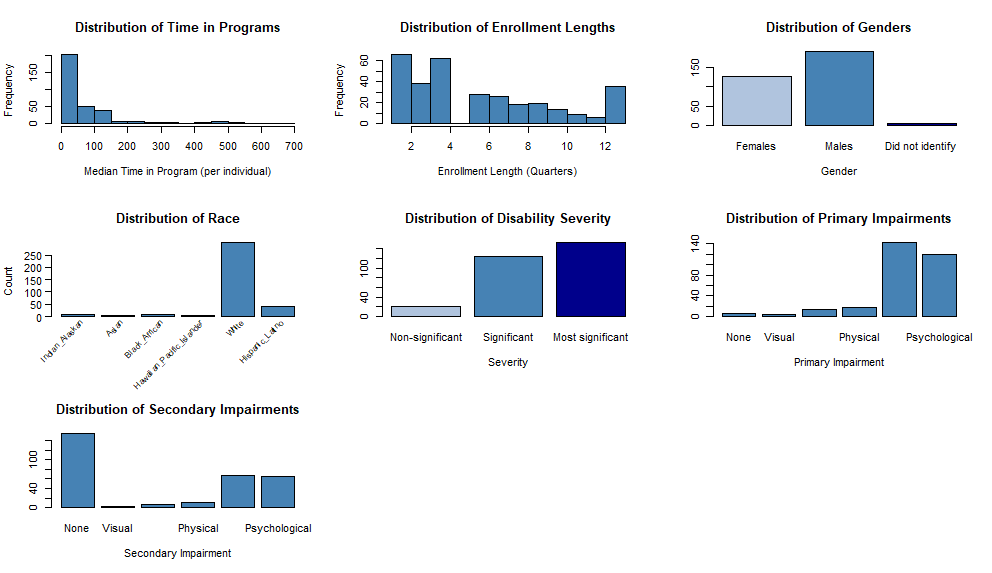 Distribution of Time in Programs
Frequency
0 50 150
0 100 200 300 400 500 600 700
Median Time in Program (per individual)
Distribution of Enrollment Lengths
Frequency
0 20 40 60
2 4 6 8 10 12
Enrollment Length (Quarters)
Distribution of Genders
0 50 150
Females Males Did not identify
Gender
Distribution of Race
Count
0 50 100 150 200 250
Indian_Alaskan Asian Black_African Hawaiian_Pacific_Islander White Hispanic_Latino
Distribution of Disability Severity
0 40 100
Non-significant Significant Most significant
Severity
Distribution of Primary Impairments
0 40 80 140
None Visual Physical Psychological
Primary Impairment
Distribution of Secondary Impairments
0 40 100
None Visual Physical Psychological
Secondary Impairment